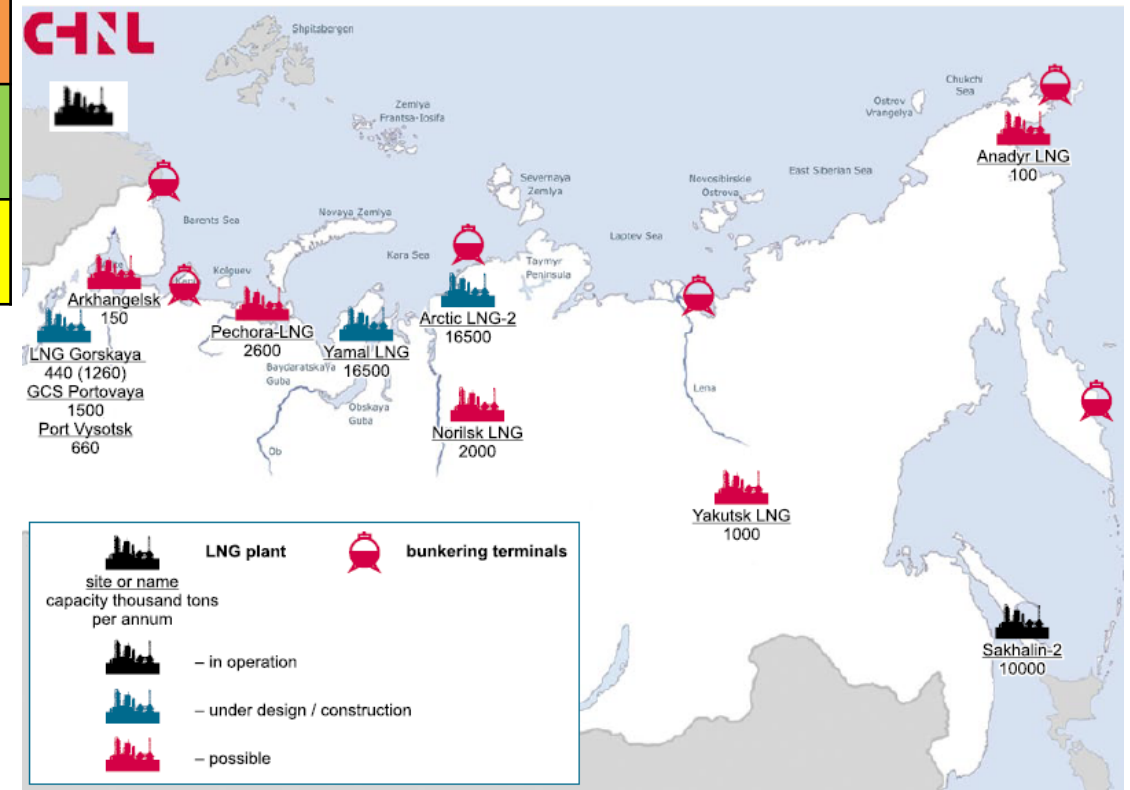 CHNL
Shpitsbergen
Chukchi
Sea
Ostrov
Vrangelya
Zemlya
Frantsa-Iosifa
Anadyr LNG
100
East Siberian Sea
Severnaya
Zemlya
Novosibirskie
Ostrova
Novaya Zemlya
Barents Sea
Laptev Sea
Kara Sea
Taymyr
Peninsula
Kolguev
Arkhangelsk
150
Pechora-LNG
2600
Yamal LNG
16500
Arctic LNG-2
16500
LNG Gorskaya
440 (1260)
GCS Portovaya
1500
Port Vysotsk
660
Baydaratskaya
Guba
Obskaya
Guba
Ob
Lena
Norilsk LNG
2000
Yakutsk LNG
1000
Sakhalin-2
10000
LNG plant
bunkering terminals
site or name
capacity thousand tons
per annum
– in operation
– under design / construction
– possible